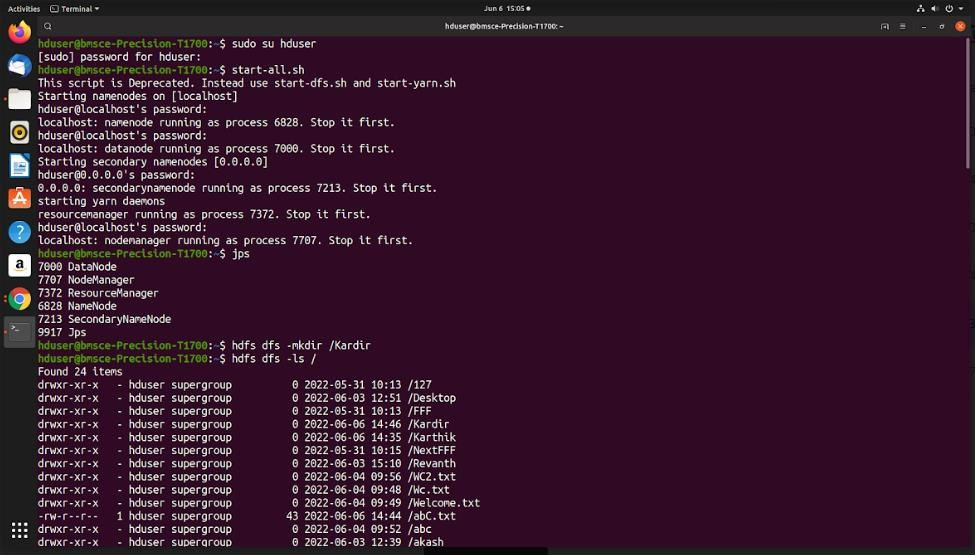 Activities Terminal Jun 6 15:05
hduser@bmsce-Precision-T1700: ~
hduser@bmsce-Precision-T1700:~$ sudo su hduser
[sudo] password for hduser:
hduser@bmsce-Precision-T1700:~$ start-all.sh
This script is Deprecated. Instead use start-dfs.sh and start-yarn.sh
Starting namenodes on [localhost]
hduser@localhost's password:
localhost: namenode running as process 6828. Stop it first.
hduser@localhost's password:
localhost: datanode running as process 7000. Stop it first.
Starting secondary namenodes [0.0.0.0]
hduser@0.0.0.0's password:
0.0.0.0: secondarynamenode running as process 7213. Stop it first.
starting yarn daemons
resourcemanager running as process 7372. Stop it first.
hduser@localhost's password:
localhost: nodemanager running as process 7707. Stop it first.
hduser@bmsce-Precision-T1700:~$ jps
7000 DataNode
7707 NodeManager
7372 ResourceManager
6828 NameNode
7213 SecondaryNameNode
9917 Jps
hduser@bmsce-Precision-T1700:~$ hdfs dfs -mkdir /Kardir
hduser@bmsce-Precision-T1700:~$ hdfs dfs -ls /
Found 24 items
drwxr-xr-x - hduser supergroup 0 2022-05-31 10:13 /127
drwxr-xr-x - hduser supergroup 0 2022-06-03 12:51 /Desktop
drwxr-xr-x - hduser supergroup 0 2022-05-31 10:13 /FFF
drwxr-xr-x - hduser supergroup 0 2022-06-06 14:46 /Kardir
drwxr-xr-x - hduser supergroup 0 2022-06-06 14:35 /Karthik
drwxr-xr-x - hduser supergroup 0 2022-05-31 10:15 /NextFFF
drwxr-xr-x - hduser supergroup 0 2022-06-03 15:10 /Revanth
drwxr-xr-x - hduser supergroup 0 2022-06-04 09:56 /WC2.txt
drwxr-xr-x - hduser supergroup 0 2022-06-04 09:48 /Wc.txt
drwxr-xr-x - hduser supergroup 0 2022-06-04 09:49 /Welcome.txt
-rw-r--r-- 1 hduser supergroup 43 2022-06-06 14:44 /abC.txt
drwxr-xr-x - hduser supergroup 0 2022-06-04 09:52 /abc
drwxr-xr-x - hduser supergroup 0 2022-06-03 12:39 /akash